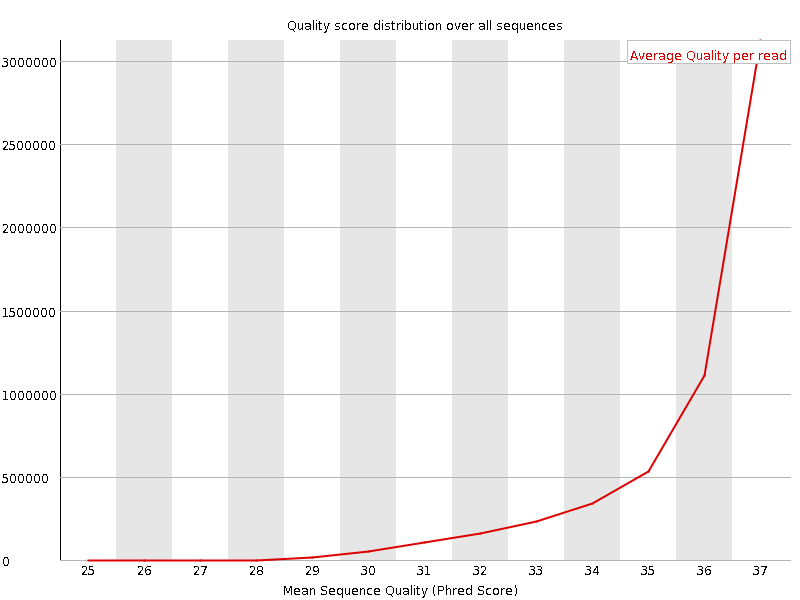 Quality score distribution over all sequences
Average Quality per read
3000000
2500000
2000000
1500000
1000000
500000
0
25 26 27 28 29 30 31 32 33 34 35 36 37
Mean Sequence Quality (Phred Score)